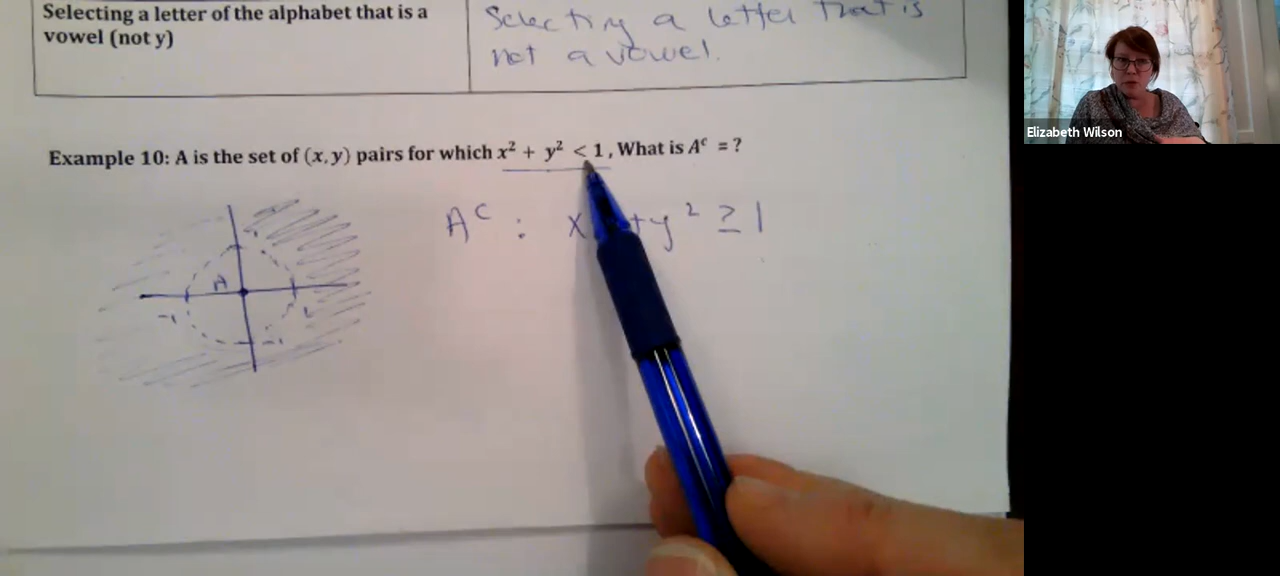 Selecting a letter of the alphabet that is a
vowel (not y)
Selecting a letter that is
not a vowel.
Elizabeth Wilson
Example 10: A is the set of (x, y) pairs for which x² + y² < 1, What is Aᶜ = ?
Aᶜ : x + y² ≥ 1
A
-1
1
-1